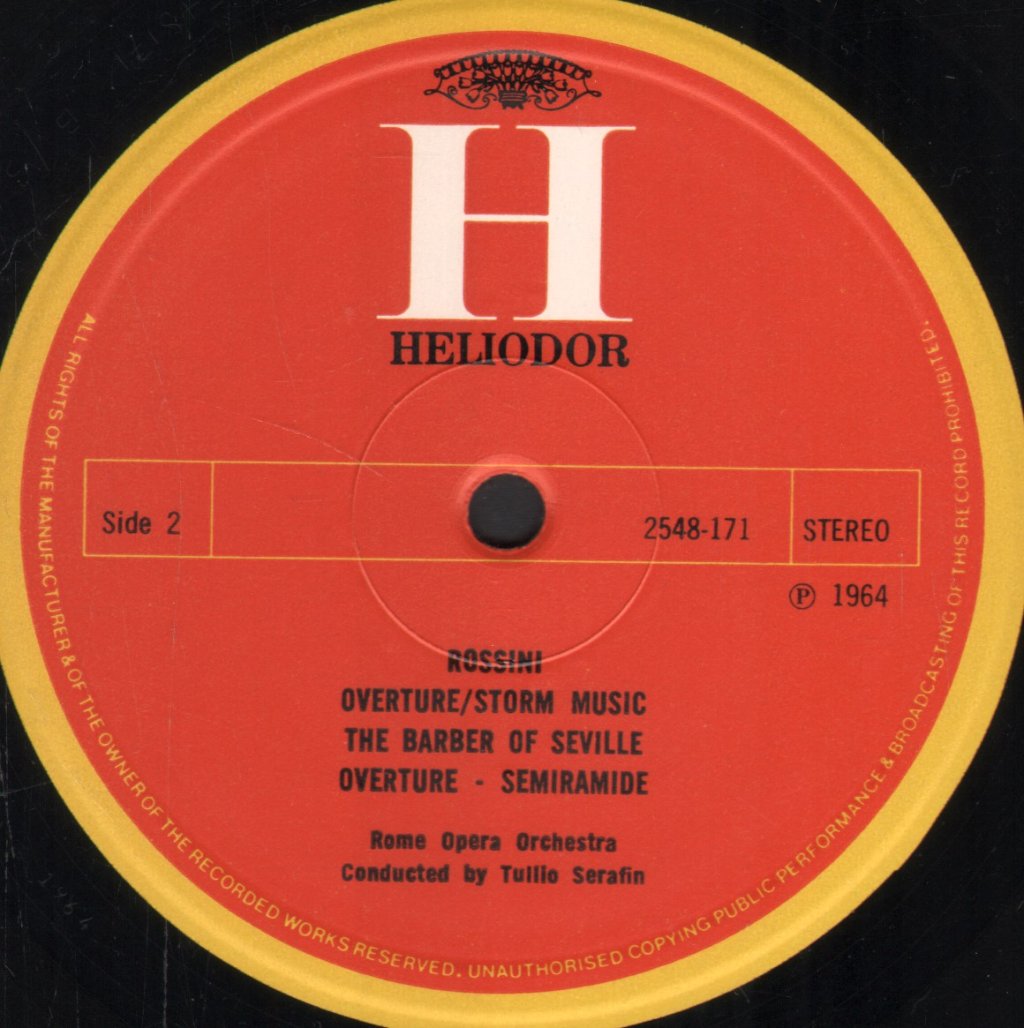 H
HELIODOR
Side 2
2548-171
STEREO
℗ 1964
ROSSINI
OVERTURE/STORM MUSIC
THE BARBER OF SEVILLE
OVERTURE - SEMIRAMIDE
Rome Opera Orchestra
Conducted by Tullio Serafin
ALL RIGHTS OF THE MANUFACTURER & OF THE OWNER OF THE RECORDED WORKS RESERVED. UNAUTHORISED COPYING PUBLIC PERFORMANCE & BROADCASTING OF THIS RECORD PROHIBITED.